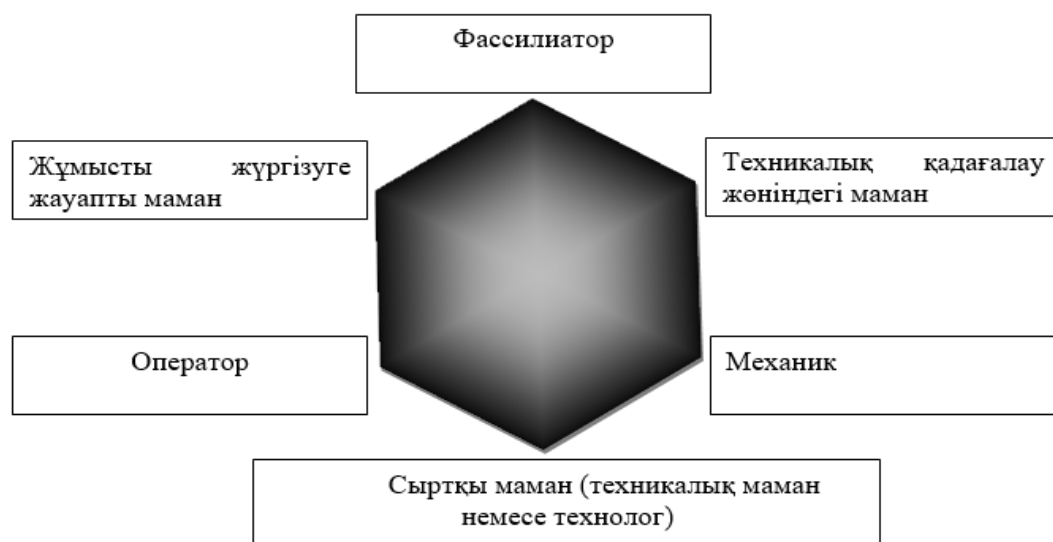 Фассилиатор
Жұмысты жүргізуге
жауапты маман
Техникалық қадағалау
жөніндегі маман
Оператор
Механик
Сыртқы маман (техникалық маман
немесе технолог)